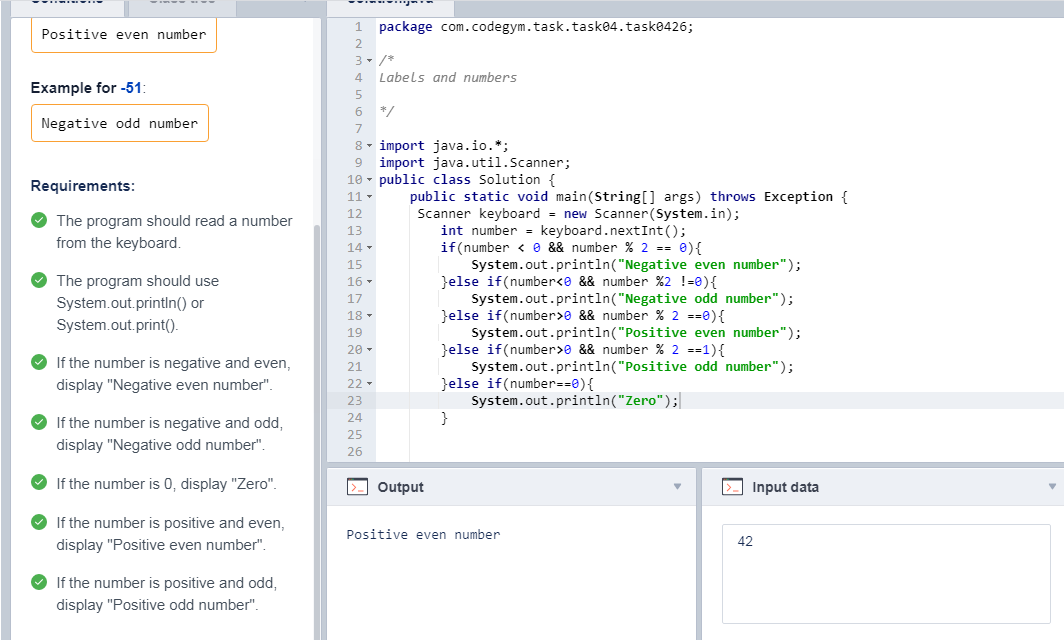 Conditions
Class tree
Positive even number
Example for -51:
Negative odd number
Requirements:
The program should read a number
from the keyboard.
The program should use
System.out.println() or
System.out.print().
If the number is negative and even,
display "Negative even number".
If the number is negative and odd,
display "Negative odd number".
If the number is 0, display "Zero".
If the number is positive and even,
display "Positive even number".
If the number is positive and odd,
display "Positive odd number".
1 package com.codegym.task.task04.task0426;
2
3 /*
4 Labels and numbers
5
6 */
7
8 import java.io.*;
9 import java.util.Scanner;
10 public class Solution {
11 public static void main(String[] args) throws Exception {
12 Scanner keyboard = new Scanner(System.in);
13 int number = keyboard.nextInt();
14 if(number < 0 && number % 2 == 0){
15 System.out.println("Negative even number");
16 }else if(number<0 && number %2 !=0){
17 System.out.println("Negative odd number");
18 }else if(number>0 && number % 2 ==0){
19 System.out.println("Positive even number");
20 }else if(number>0 && number % 2 ==1){
21 System.out.println("Positive odd number");
22 }else if(number==0){
23 System.out.println("Zero");
24 }
25
26
Output
Positive even number
Input data
42